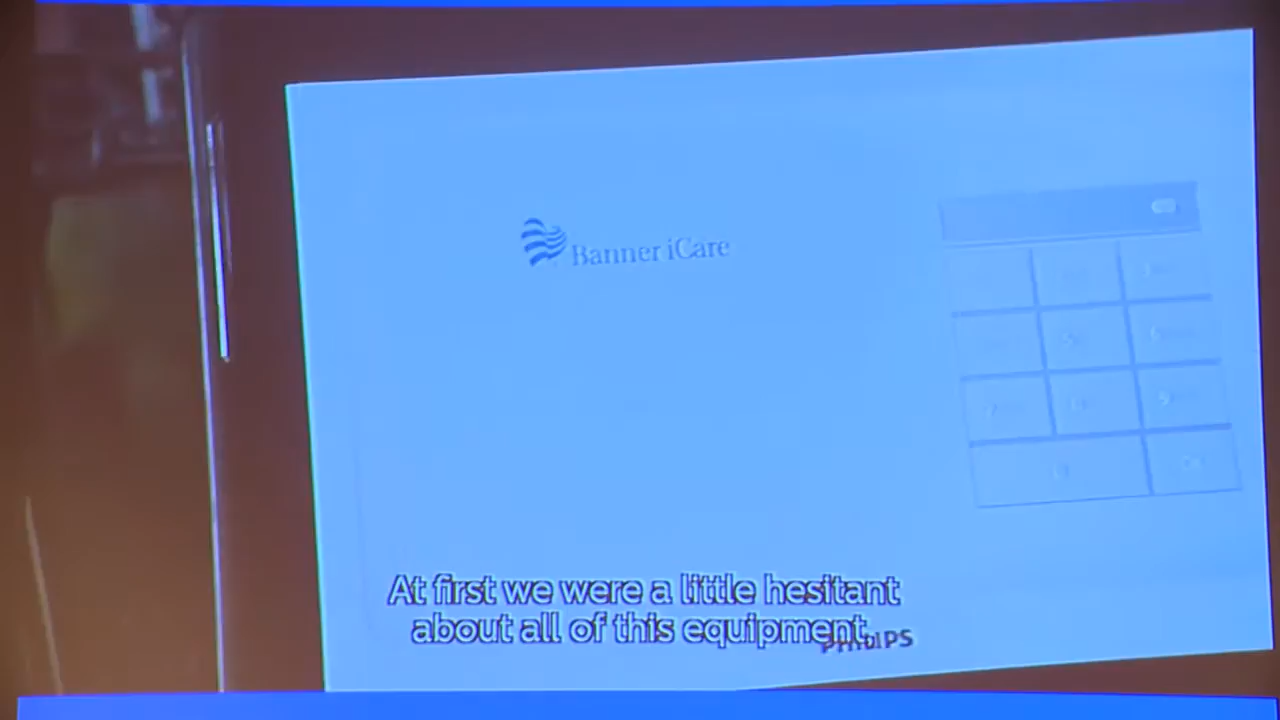 Banner iCare
At first we were a little hesitant
about all of this equipment,
PHILIPS